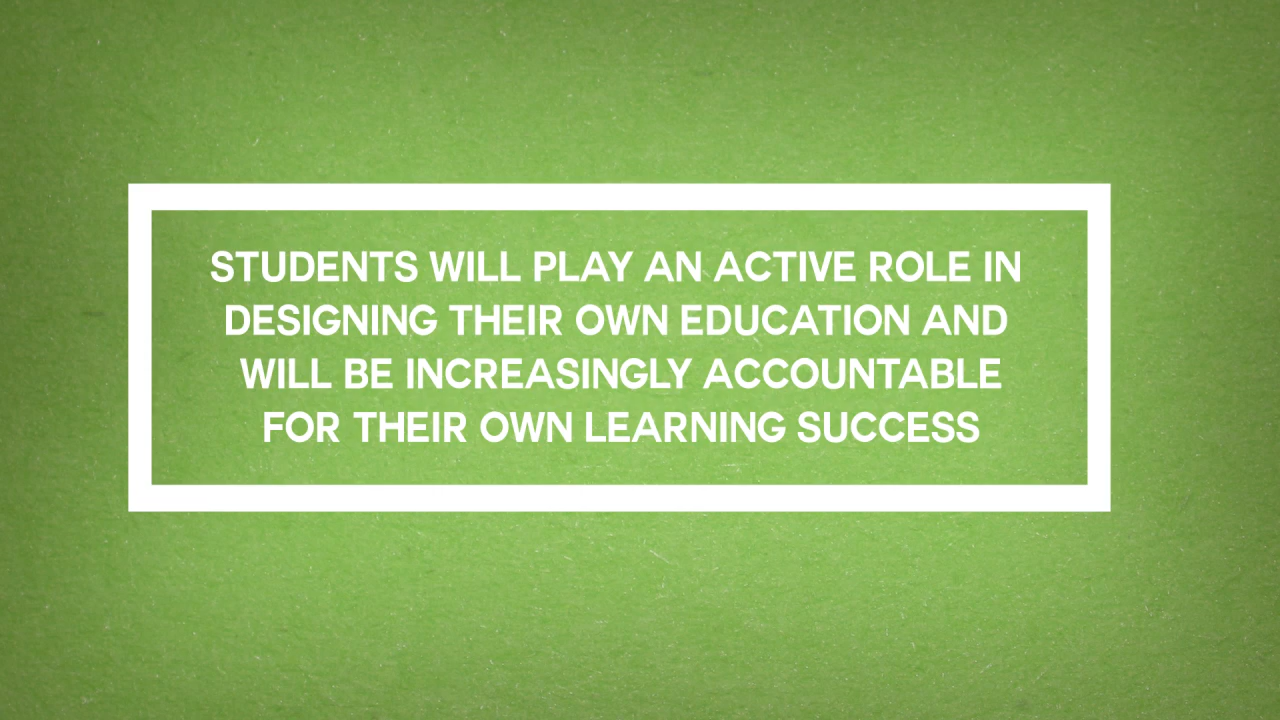 STUDENTS WILL PLAY AN ACTIVE ROLE IN
DESIGNING THEIR OWN EDUCATION AND
WILL BE INCREASINGLY ACCOUNTABLE
FOR THEIR OWN LEARNING SUCCESS